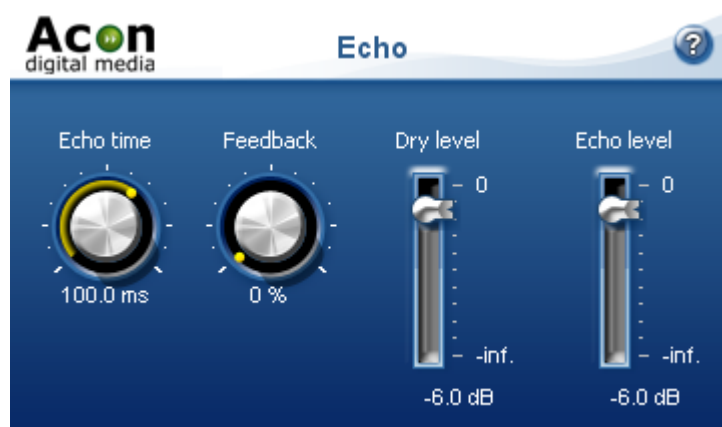 Acon
digital media
Echo
?
Echo time
Feedback
Dry level
Echo level
0
0
100.0 ms
0 %
-inf.
-inf.
-6.0 dB
-6.0 dB